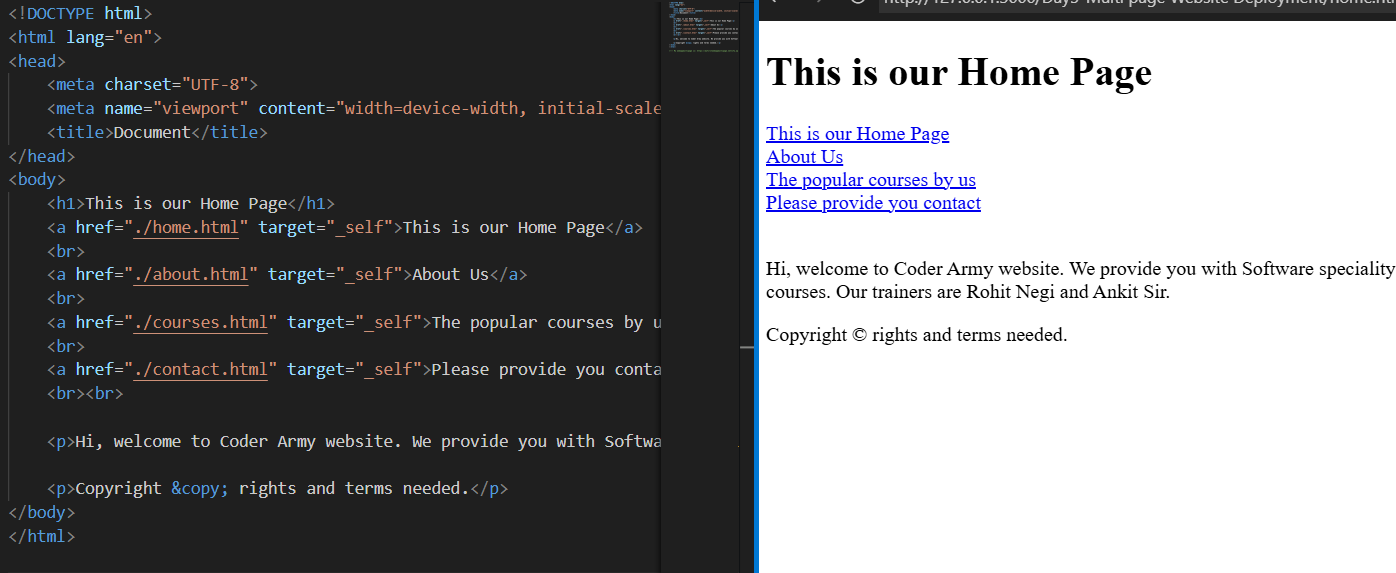 <!DOCTYPE html>
<html lang="en">
<head>
<meta charset="UTF-8">
<meta name="viewport" content="width=device-width, initial-scale
<title>Document</title>
</head>
<body>
<h1>This is our Home Page</h1>
<a href="./home.html" target="_self">This is our Home Page</a>
<br>
<a href="./about.html" target="_self">About Us</a>
<br>
<a href="./courses.html" target="_self">The popular courses by u
<br>
<a href="./contact.html" target="_self">Please provide you conta
<br><br>
<p>Hi, welcome to Coder Army website. We provide you with Softwa
<p>Copyright &copy; rights and terms needed.</p>
</body>
</html>
This is our Home Page
This is our Home Page
About Us
The popular courses by us
Please provide you contact
Hi, welcome to Coder Army website. We provide you with Software speciality
courses. Our trainers are Rohit Negi and Ankit Sir.
Copyright © rights and terms needed.